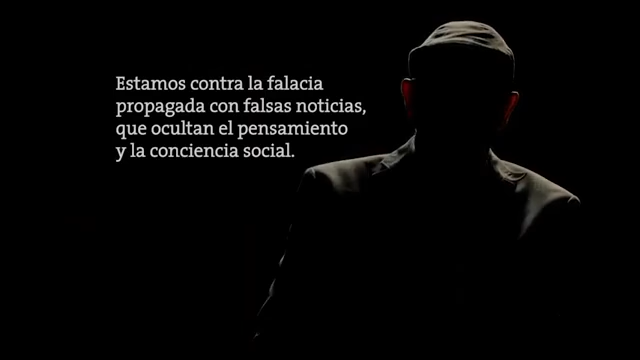 Estamos contra la falacia
propagada con falsas noticias,
que ocultan el pensamiento
y la conciencia social.